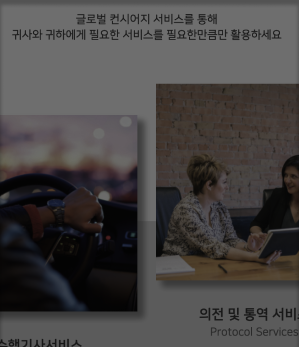 글로벌 컨시어지 서비스를 통해
귀사와 귀하에게 필요한 서비스를 필요한만큼만 활용하세요
의전 및 통역 서비
Protocol Services
수행기사서비스